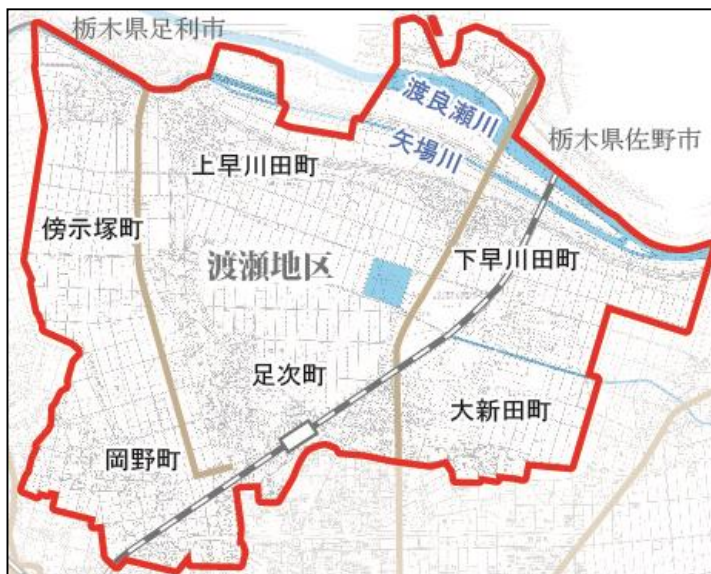 栃木県足利市
渡良瀬川
矢場川
栃木県佐野市
上早川田町
傍示塚町
渡瀬地区
下早川田町
足次町
大新田町
岡野町